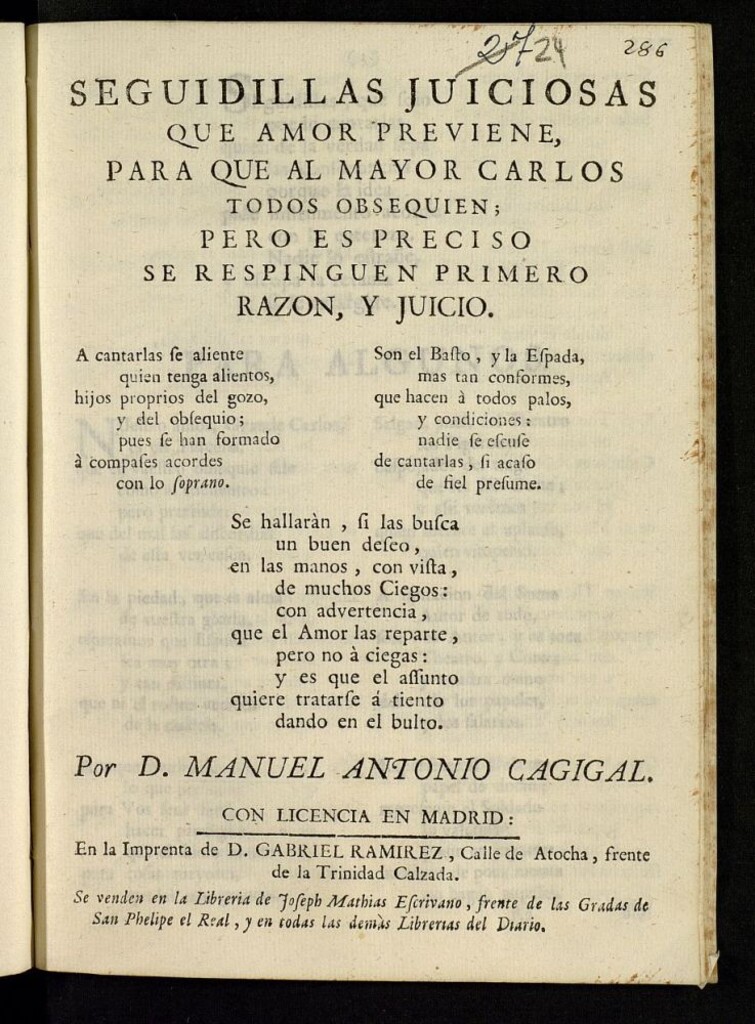 24 286
SEGUIDILLAS JUICIOSAS
QUE AMOR PREVIENE,
PARA QUE AL MAYOR CARLOS
TODOS OBSEQUIEN;
PERO ES PRECISO
SE RESPINGUEN PRIMERO
RAZON, Y JUICIO.
A cantarlas ſe aliente
quien tenga alientos,
hijos proprios del gozo,
y del obſequio;
pues ſe han formado
à compaſes acordes
con lo ſoprano.
Son el Baſto, y la Eſpada,
mas tan conformes,
que hacen à todos palos,
y condiciones:
nadie ſe eſcuſe
de cantarlas, ſi acaſo
de fiel preſume.
Se hallaràn, ſi las buſca
un buen deſeo,
en las manos, con viſta,
de muchos Ciegos:
con advertencia,
que el Amor las reparte,
pero no à ciegas:
y es que el aſſunto
quiere tratarſe á tiento
dando en el bulto.
Por D. MANUEL ANTONIO CAGIGAL.
CON LICENCIA EN MADRID:
En la Imprenta de D. GABRIEL RAMIREZ, Calle de Atocha, frente
de la Trinidad Calzada.
Se venden en la Libreria de Joſeph Mathias Eſcrivano, frente de las Gradas de
San Phelipe el Real, y en todas las demàs Librerias del Diario.